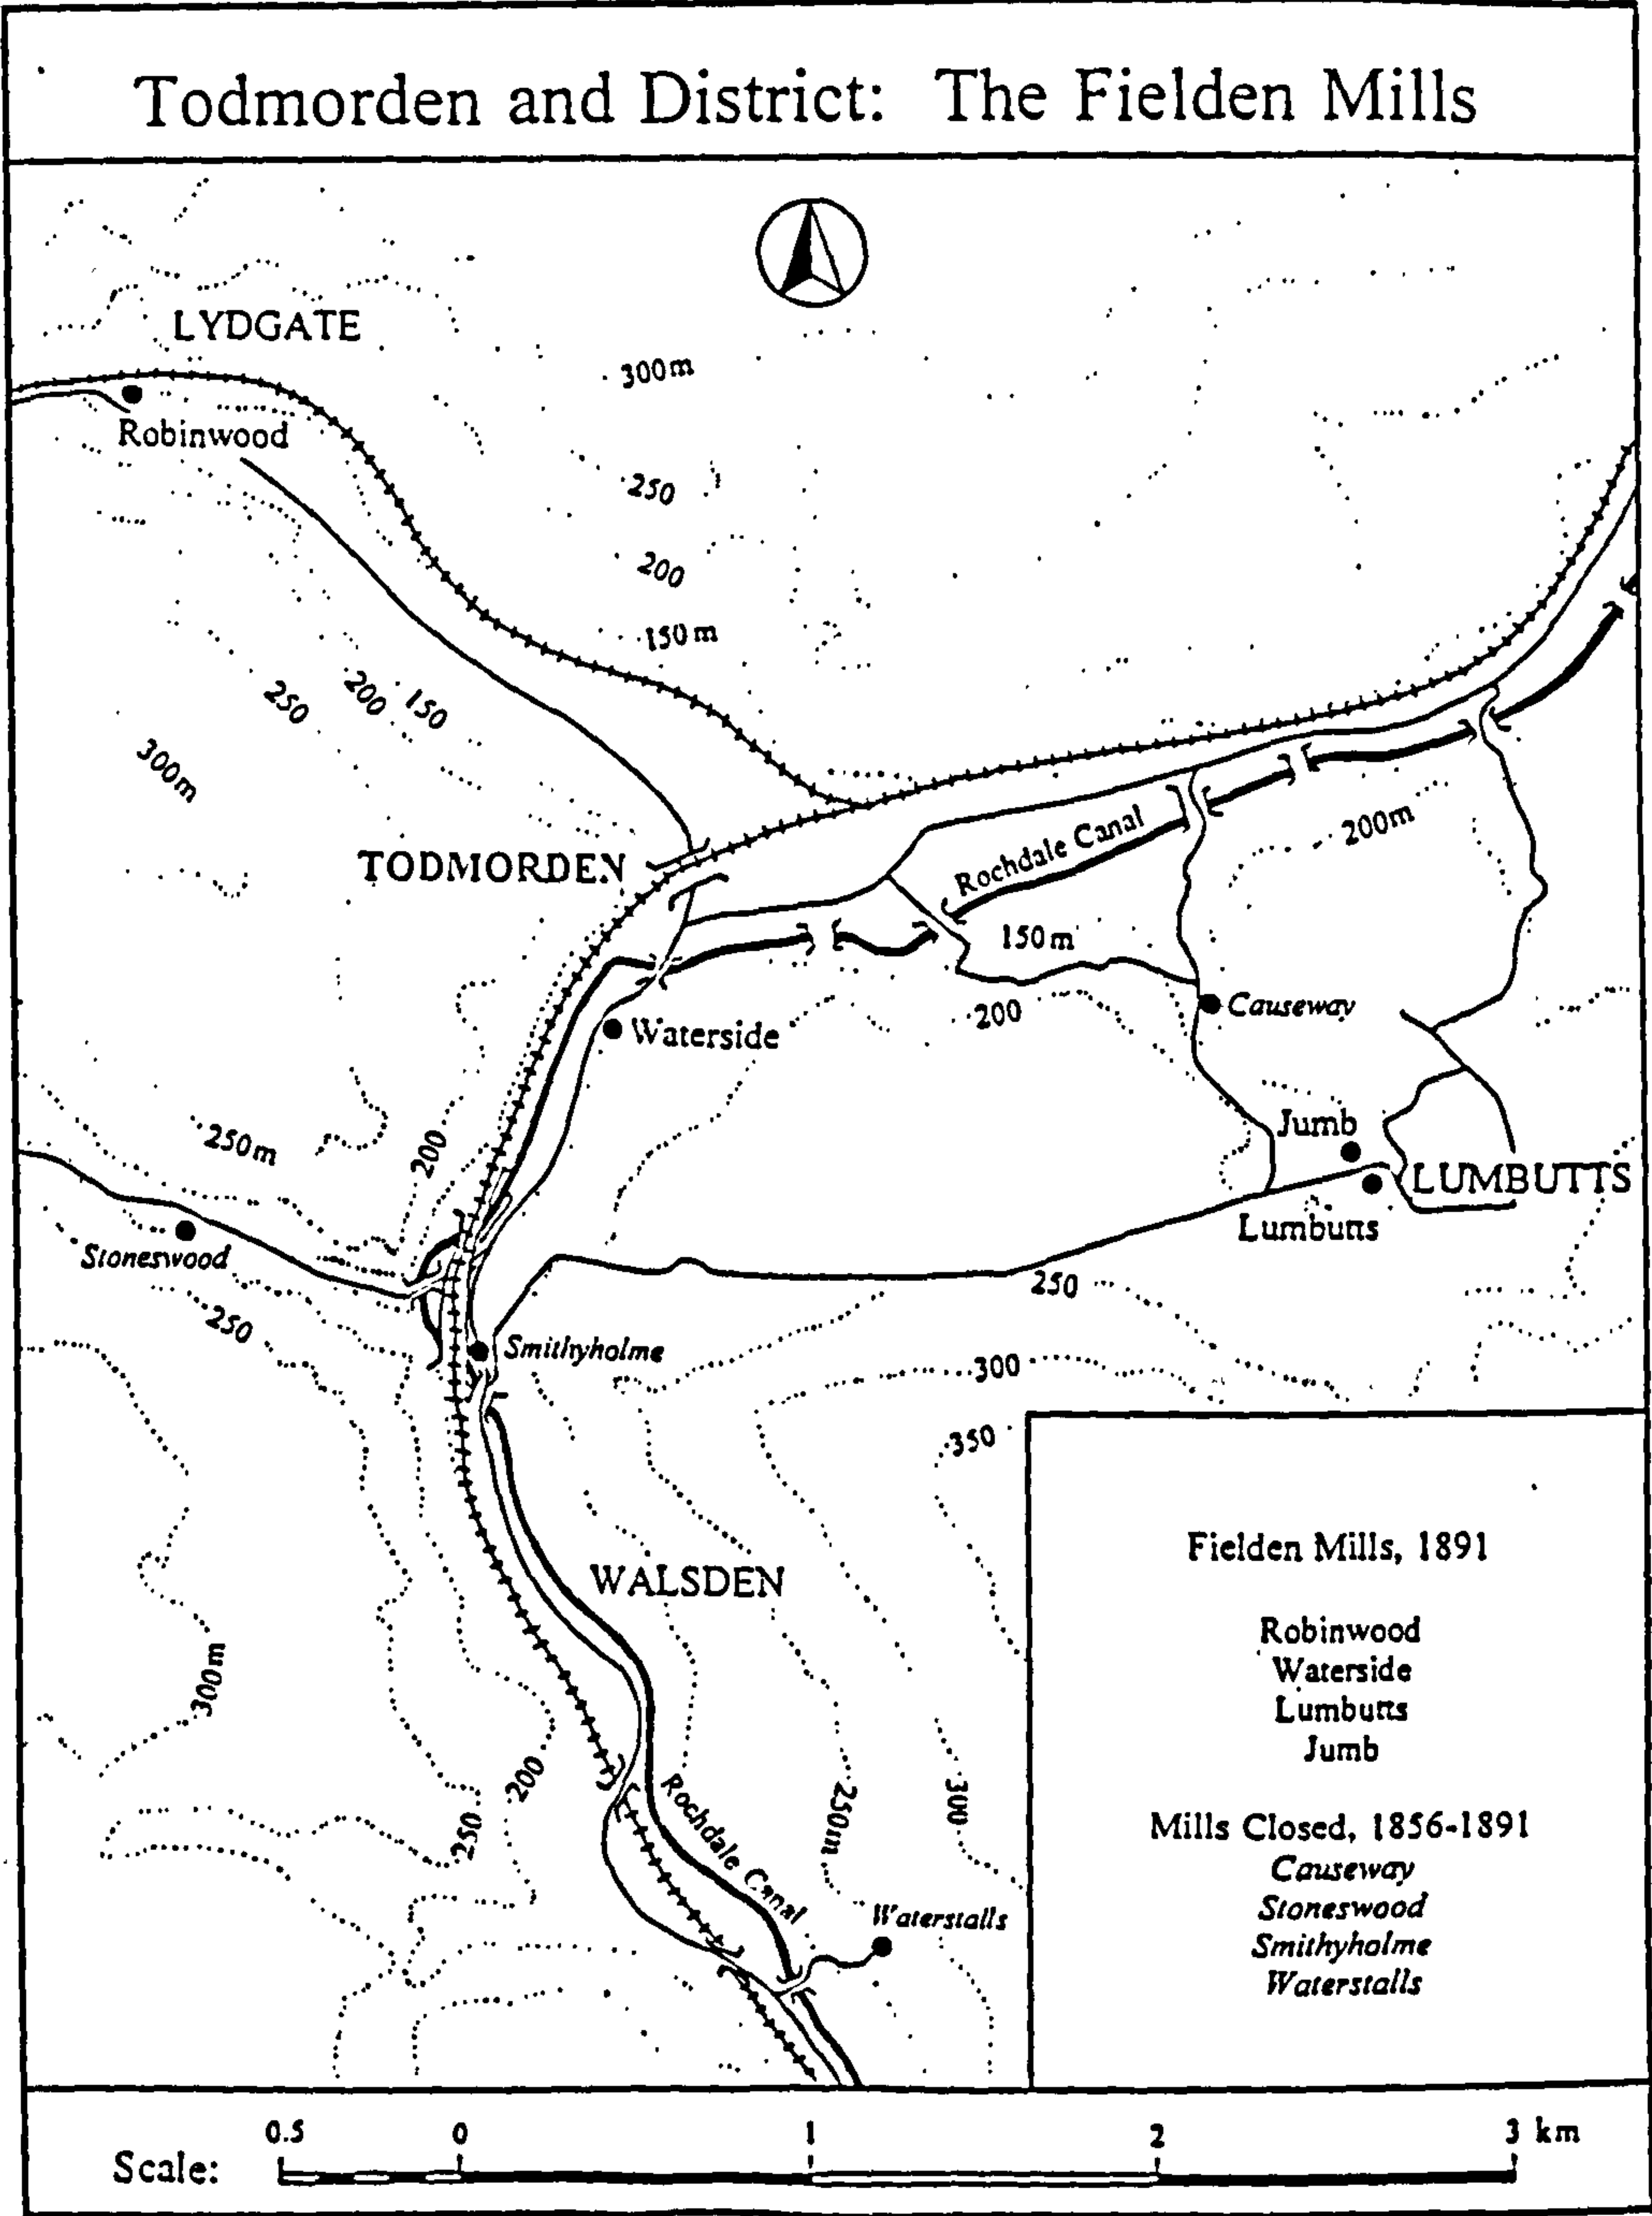 Todmorden and District: The Fielden Mills
LYDGATE
Robinwood
300m
250
200
150m
250
200
150
300m
TODMORDEN
Rochdale Canal
200m
150m
200
Causeway
Waterside
250m
200
Jumb
LUMBUTTS
Lumbutts
Stoneswood
250
250
Smithyholme
300
350
WALSDEN
300m
200
250
Rochdale Canal
250m
300
Waterstalls
Fielden Mills, 1891
Robinwood
Waterside
Lumbutts
Jumb
Mills Closed, 1856-1891
Causeway
Stoneswood
Smithyholme
Waterstalls
Scale:
0.5 0 1 2 3 km